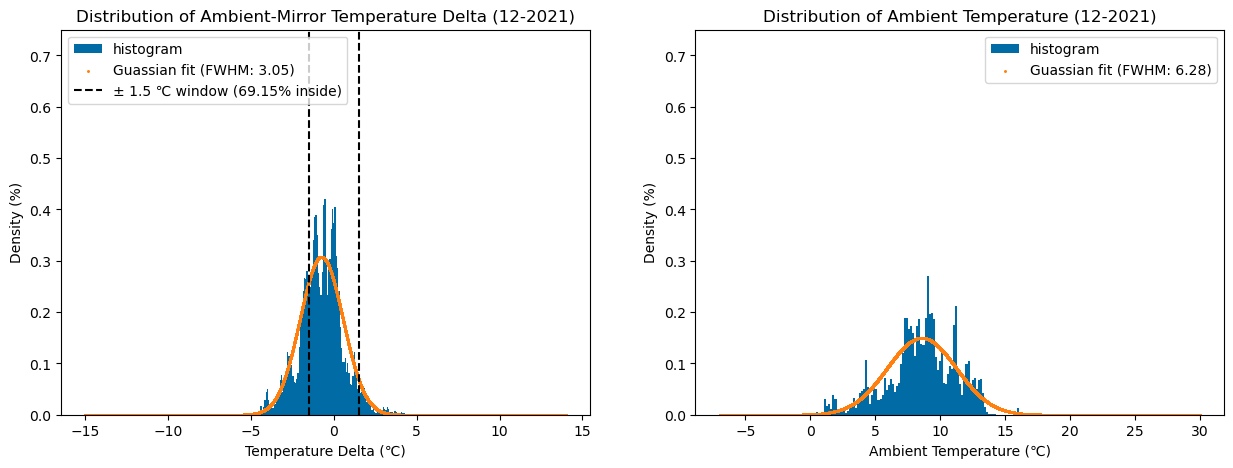 Distribution of Ambient-Mirror Temperature Delta (12-2021)
histogram
Guassian fit (FWHM: 3.05)
± 1.5 ℃ window (69.15% inside)
Density (%)
0.7
0.6
0.5
0.4
0.3
0.2
0.1
0.0
−15 −10 −5 0 5 10 15
Temperature Delta (℃)
Distribution of Ambient Temperature (12-2021)
histogram
Guassian fit (FWHM: 6.28)
Density (%)
0.7
0.6
0.5
0.4
0.3
0.2
0.1
0.0
−5 0 5 10 15 20 25 30
Ambient Temperature (℃)